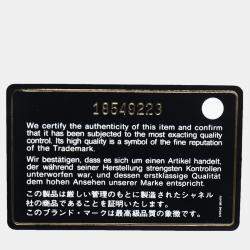 18549223
We certify the authenticity of this item and confirm
that it has been subjected to the most exacting quality
control. Its high quality is a symbol of the fine reputation
of the Trademark.
Wir bestätigen, dass es sich um einen Artikel handelt,
der während seiner Herstellung strengsten Kontrollen
unterworfen war, und dessen erstklassige Qualität
dem hohen Ansehen unserer Marke entspricht.
この製品は厳しい管理のもとに製造されたシャネル
社の商品であることを証明いたします。
このブランド・マークは最高級品質の象徴です。